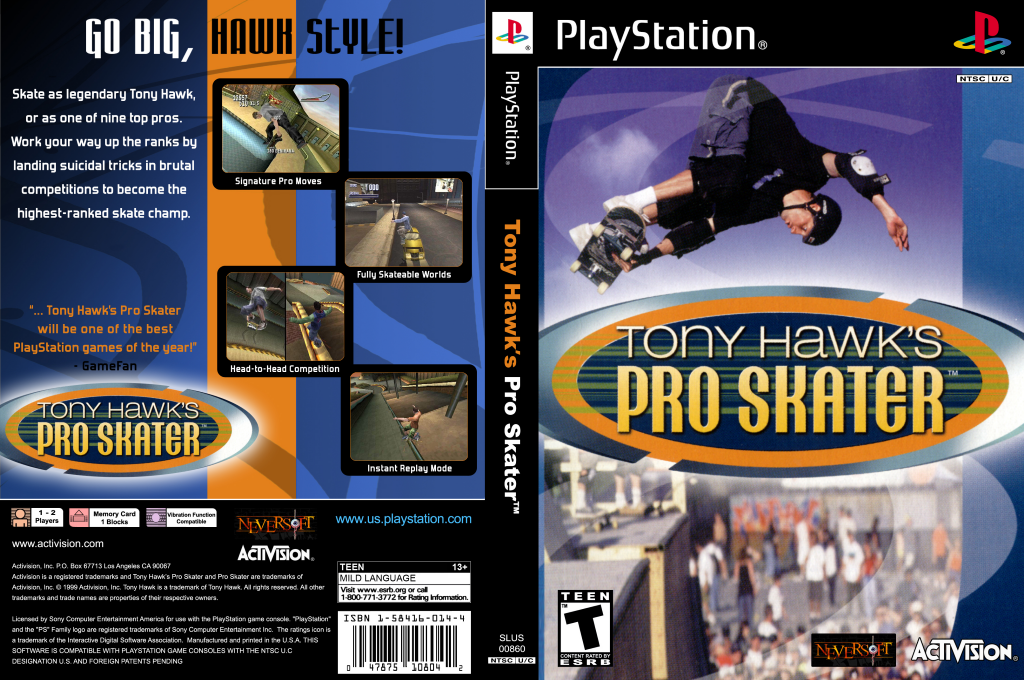 GO BIG, HAWK STYLE!
Skate as legendary Tony Hawk,
or as one of nine top pros.
Work your way up the ranks by
landing suicidal tricks in brutal
competitions to become the
highest-ranked skate champ.
Signature Pro Moves
Fully Skateable Worlds
Head-to-Head Competition
Instant Replay Mode
"... Tony Hawk's Pro Skater
will be one of the best
PlayStation games of the year!"
- GameFan
TONY HAWK'S
PRO SKATER™
1 - 2
Players
Memory Card
1 Blocks
Vibration Function
Compatible
NEVERSOFT
ACTIVISION®
www.us.playstation.com
www.activision.com
Activision, Inc. P.O. Box 67713 Los Angeles CA 90067
Activision is a registered trademarks and Tony Hawk's Pro Skater and Pro Skater are trademarks of
Activision, Inc. © 1999 Activision, Inc. Tony Hawk is a trademark of Tony Hawk. All rights reserved. All other
trademarks and trade names are properties of their respective owners.
Licensed by Sony Computer Entertainment America for use with the PlayStation game console. "PlayStation"
and the "PS" Family logo are registered trademarks of Sony Computer Entertainment Inc. The ratings icon is
a trademark of the Interactive Digital Software Association. Manufactured and printed in the U.S.A. THIS
SOFTWARE IS COMPATIBLE WITH PLAYSTATION GAME CONSOLES WITH THE NTSC U.C
DESIGNATION U.S. AND FOREIGN PATENTS PENDING
TEEN 13+
MILD LANGUAGE
Visit www.esrb.org or call
1-800-771-3772 for Rating Information.
ISBN 1-58416-014-4
0 47875 10804 2
PlayStation®
Tony Hawk's Pro Skater™
SLUS
00860
NTSC U/C
PlayStation®
NTSC U/C
TONY HAWK'S
PRO SKATER™
TEEN
T™
CONTENT RATED BY
ESRB
NEVERSOFT
ACTIVISION®